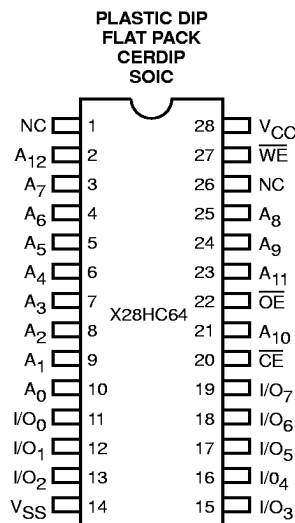 PLASTIC DIP
FLAT PACK
CERDIP
SOIC
NC 1 28 VCC
A12 2 27 WE
A7 3 26 NC
A6 4 25 A8
A5 5 24 A9
A4 6 23 A11
A3 7 22 OE
X28HC64
A2 8 21 A10
A1 9 20 CE
A0 10 19 I/O7
I/O0 11 18 I/O6
I/O1 12 17 I/O5
I/O2 13 16 I/04
VSS 14 15 I/O3